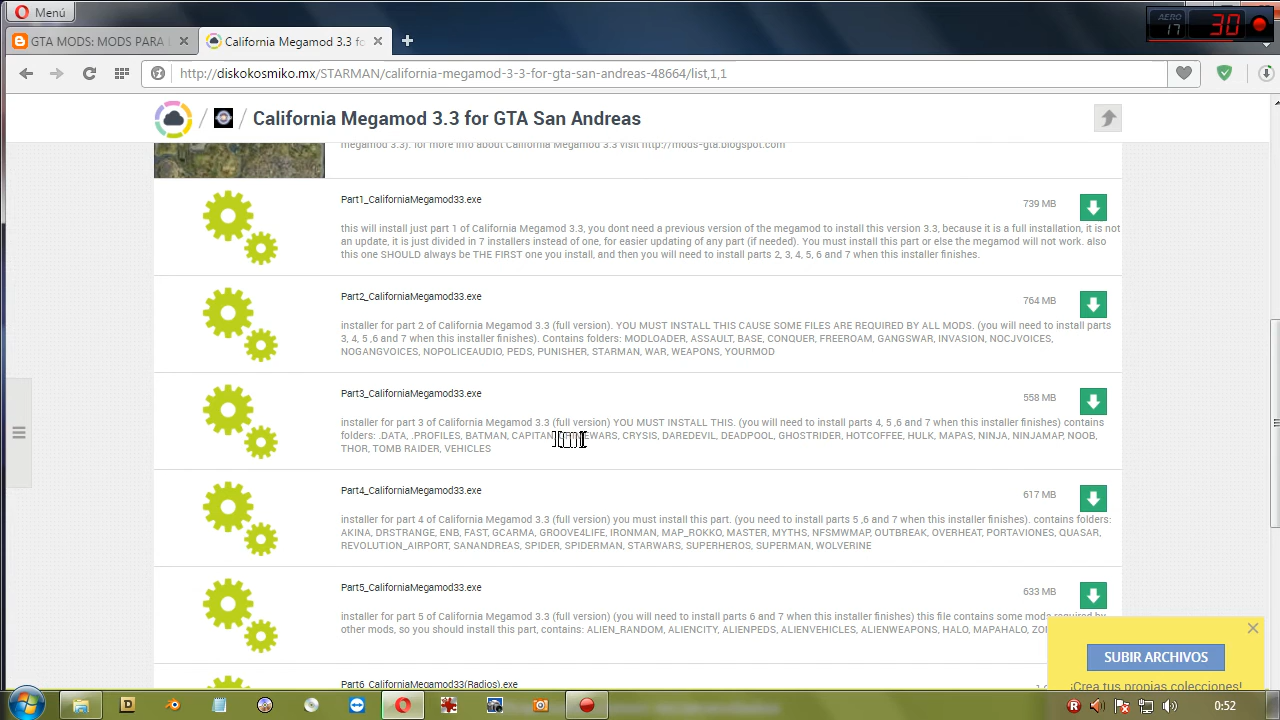 Menú
AERO
17
30
GTA MODS: MODS PARA
California Megamod 3.3 fo
http://diskokosmiko.mx/STARMAN/california-megamod-3-3-for-gta-san-andreas-48664/list,1,1
/ / California Megamod 3.3 for GTA San Andreas
megamod 3.3). for more info about California Megamod 3.3 visit http://mods-gta.blogspot.com
Part1_CaliforniaMegamod33.exe
739 MB
this will install just part 1 of California Megamod 3.3, you dont need a previous version of the megamod to install this version 3.3, because it is a full installation, it is not
an update, it is just divided in 7 installers instead of one, for easier updating of any part (if needed). You must install this part or else the megamod will not work. also
this one SHOULD always be THE FIRST one you install, and then you will need to install parts 2, 3, 4, 5, 6 and 7 when this installer finishes.
Part2_CaliforniaMegamod33.exe
764 MB
installer for part 2 of California Megamod 3.3 (full version). YOU MUST INSTALL THIS CAUSE SOME FILES ARE REQUIRED BY ALL MODS. (you will need to install parts
3, 4, 5 ,6 and 7 when this installer finishes). Contains folders: MODLOADER, ASSAULT, BASE, CONQUER, FREEROAM, GANGSWAR, INVASION, NOCJVOICES,
NOGANGVOICES, NOPOLICEAUDIO, PEDS, PUNISHER, STARMAN, WAR, WEAPONS, YOURMOD
Part3_CaliforniaMegamod33.exe
558 MB
installer for part 3 of California Megamod 3.3 (full version) YOU MUST INSTALL THIS. (you will need to install parts 4, 5 ,6 and 7 when this installer finishes) contains
folders: .DATA, .PROFILES, BATMAN, CAPITAN, CRYSIS, DAREDEVIL, DEADPOOL, GHOSTRIDER, HOTCOFFEE, HULK, MAPAS, NINJA, NINJAMAP, NOOB,
THOR, TOMB RAIDER, VEHICLES
Part4_CaliforniaMegamod33.exe
617 MB
installer for part 4 of California Megamod 3.3 (full version) you must install this part. (you need to install parts 5 ,6 and 7 when this installer finishes). contains folders:
AKINA, DRSTRANGE, ENB, FAST, GCARMA, GROOVE4LIFE, IRONMAN, MAP_ROKKO, MASTER, MYTHS, NFSMWMAP, OUTBREAK, OVERHEAT, PORTAVIONES, QUASAR,
REVOLUTION_AIRPORT, SANANDREAS, SPIDER, SPIDERMAN, STARWARS, SUPERHEROS, SUPERMAN, WOLVERINE
Part5_CaliforniaMegamod33.exe
633 MB
installer for part 5 of California Megamod 3.3 (full version) (you will need to install parts 6 and 7 when this installer finishes) this file contains some mods required by
other mods, so you should install this part, contains: ALIEN_RANDOM, ALIENCITY, ALIENPEDS, ALIENVEHICLES, ALIENWEAPONS, HALO, MAPAHALO,
SUBIR ARCHIVOS
¡Crea tus propias colecciones!
Part6_CaliforniaMegamod33(Radios).exe
0:52